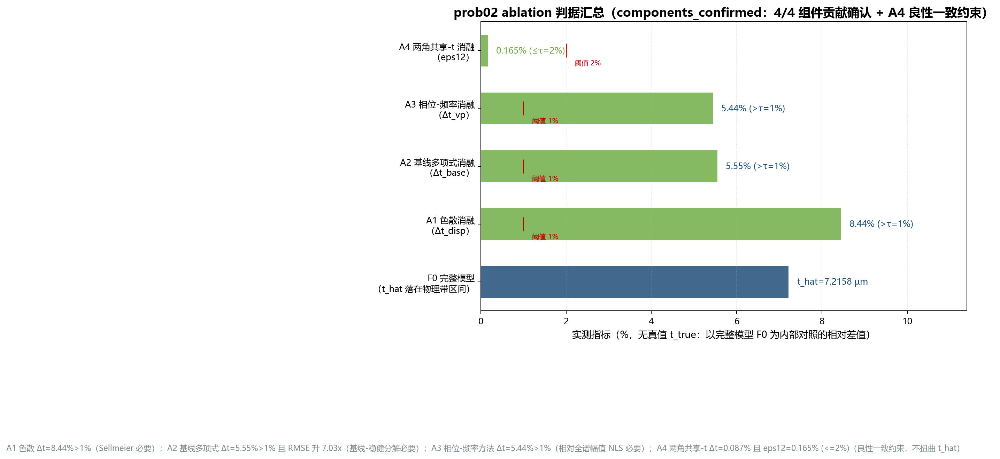 prob02 ablation 判据汇总（components_confirmed：4/4 组件贡献确认 + A4 良性一致约束）
A4 两角共享-t 消融
（eps12）
0.165% (≤τ=2%)
阈值 2%
A3 相位-频率消融
（Δt_vp）
5.44% (>τ=1%)
阈值 1%
A2 基线多项式消融
（Δt_base）
5.55% (>τ=1%)
阈值 1%
A1 色散消融
（Δt_disp）
8.44% (>τ=1%)
阈值 1%
F0 完整模型
（t_hat 落在物理带区间）
t_hat=7.2158 μm
0 2 4 6 8 10
实测指标（%，无真值 t_true：以完整模型 F0 为内部对照的相对差值）
A1 色散 Δt=8.44%>1%（Sellmeier 必要）；A2 基线多项式 Δt=5.55%>1% 且 RMSE 升 7.03x（基线-稳健分解必要）；A3 相位-频率方法 Δt=5.44%>1%（相对全谱幅值 NLS 必要）；A4 两角共享-t Δt=0.087% 且 eps12=0.165% (<=2%)（良性一致约束，不扭曲 t_hat）